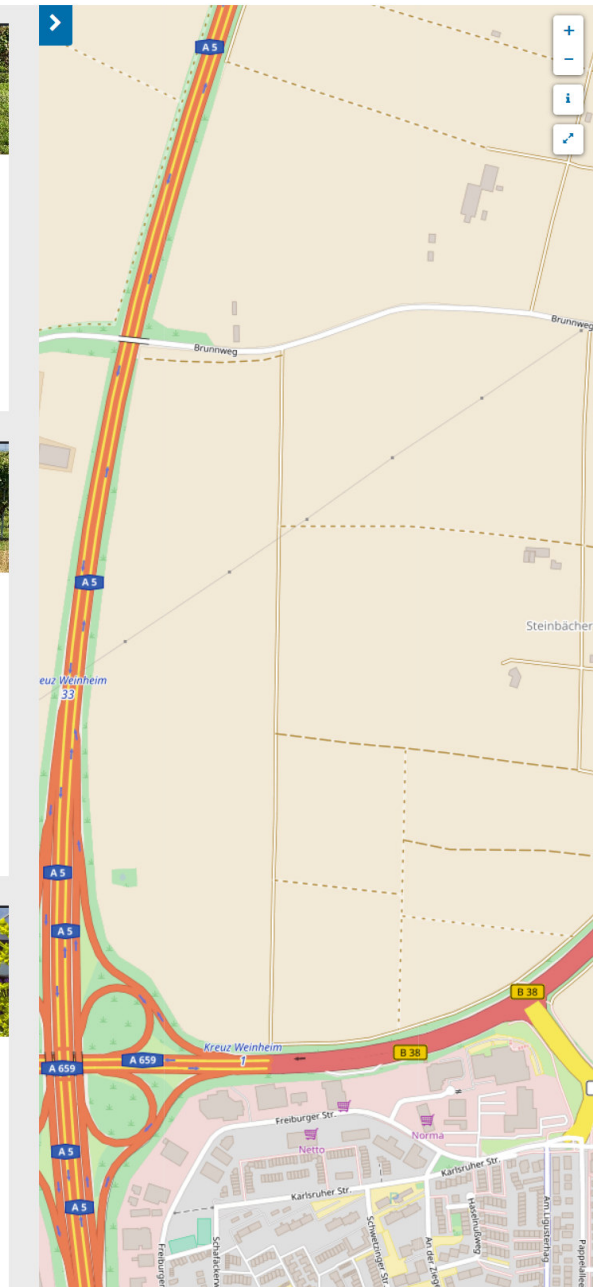 A 5
Brunnweg
Brunnweg
A 5
Steinbächer
euz Weinheim
33
A 5
A 5
B 38
Kreuz Weinheim
1
B 38
A 659
A 659
Freiburger Str.
Netto
Norma
A 5
Karlsruher Str.
Karlsruher Str.
A 5
Freiburger
Schafäckerw
Schwetzinger Str.
An der Ziege
Haselnußweg
Am Ligusterhag
Pappelallee